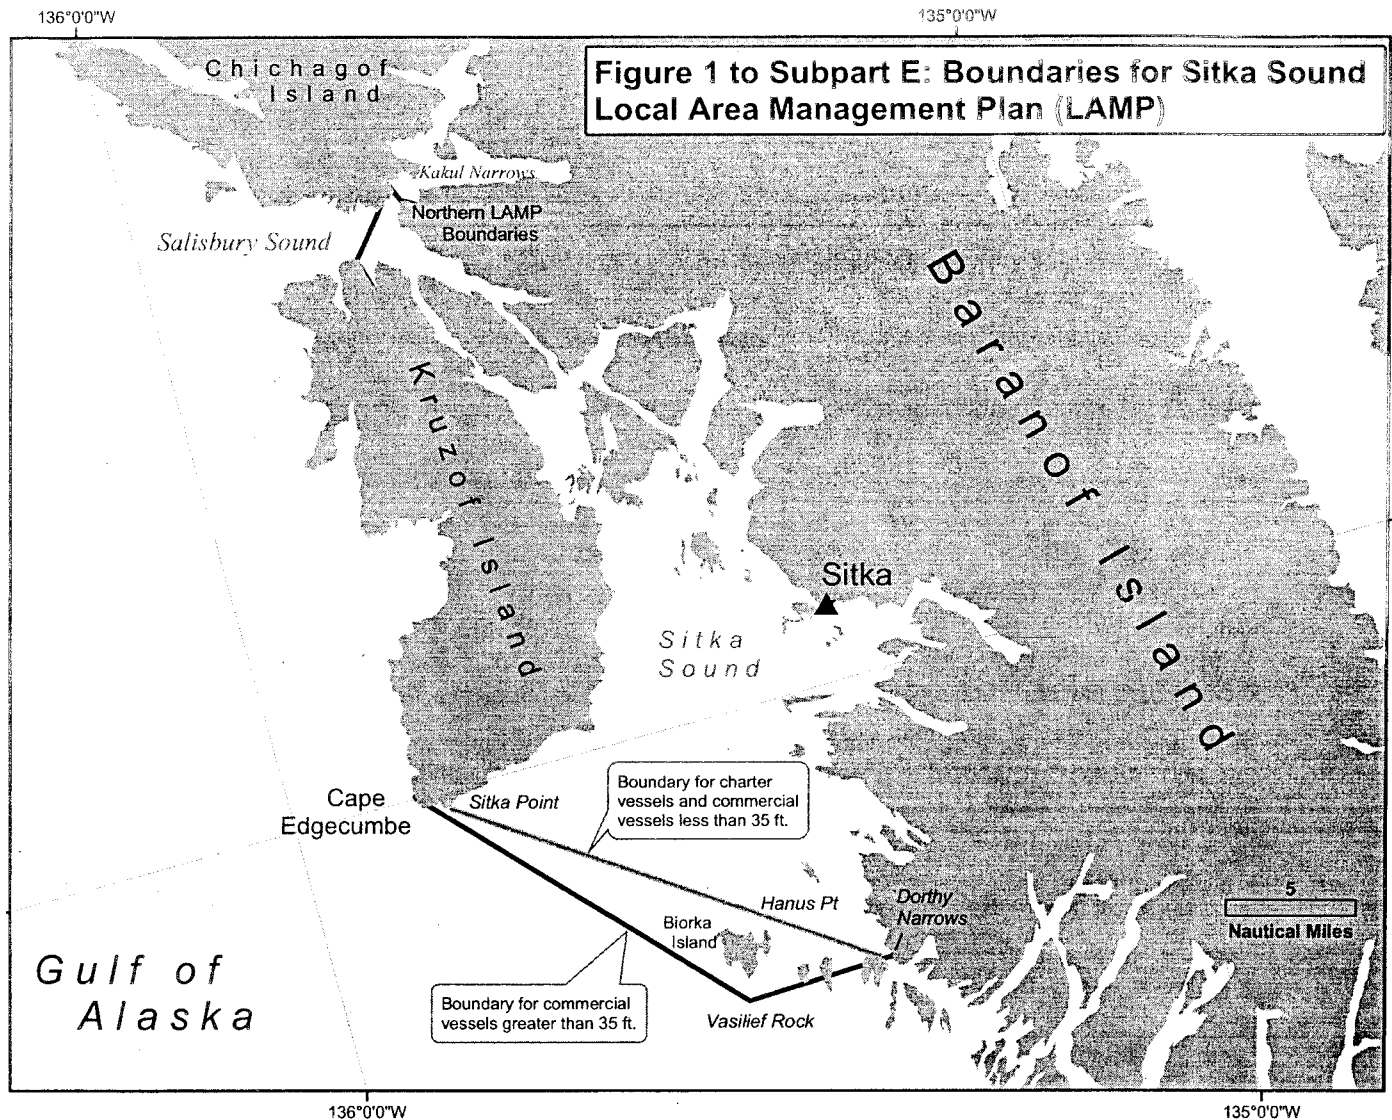 136°0'0"W
135°0'0"W
Figure 1 to Subpart E: Boundaries for Sitka Sound
Local Area Management Plan (LAMP)
Chichagof
Island
Kakul Narrows
Northern LAMP
Boundaries
Salisbury Sound
Baranof Island
Kruzof Island
Sitka
Sitka
Sound
Boundary for charter
vessels and commercial
vessels less than 35 ft.
Cape
Edgecumbe
Sitka Point
Hanus Pt
Dorthy
Narrows
5
Nautical Miles
Biorka
Island
Gulf of
Alaska
Boundary for commercial
vessels greater than 35 ft.
Vasilief Rock
136°0'0"W
135°0'0"W